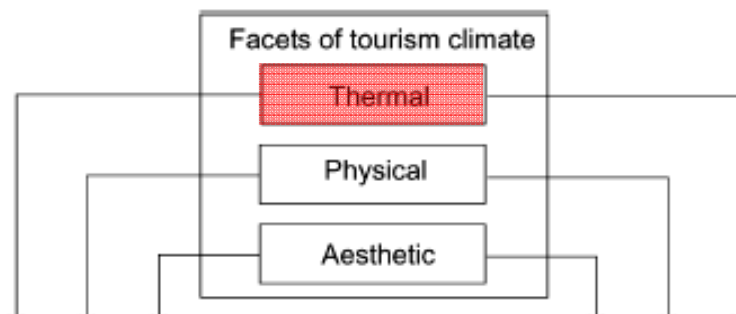 Facets of tourism climate
Thermal
Physical
Aesthetic